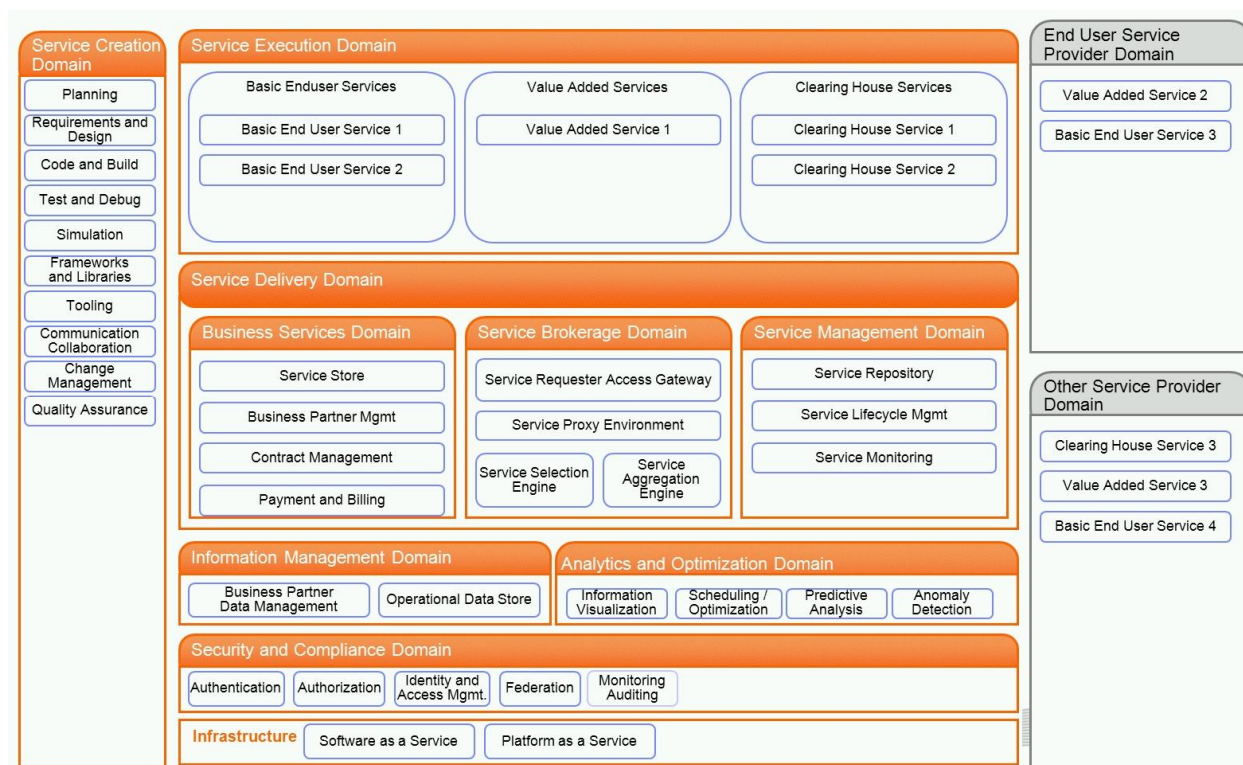 Service Creation
Domain
Planning
Requirements and
Design
Code and Build
Test and Debug
Simulation
Frameworks
and Libraries
Tooling
Communication
Collaboration
Change
Management
Quality Assurance
Service Execution Domain
Basic Enduser Services
Basic End User Service 1
Basic End User Service 2
Value Added Services
Value Added Service 1
Clearing House Services
Clearing House Service 1
Clearing House Service 2
Service Delivery Domain
Business Services Domain
Service Store
Business Partner Mgmt
Contract Management
Payment and Billing
Service Brokerage Domain
Service Requester Access Gateway
Service Proxy Environment
Service Selection
Engine
Service
Aggregation
Engine
Service Management Domain
Service Repository
Service Lifecycle Mgmt
Service Monitoring
Information Management Domain
Business Partner
Data Management
Operational Data Store
Analytics and Optimization Domain
Information
Visualization
Scheduling /
Optimization
Predictive
Analysis
Anomaly
Detection
Security and Compliance Domain
Authentication
Authorization
Identity and
Access Mgmt.
Federation
Monitoring
Auditing
Infrastructure
Software as a Service
Platform as a Service
End User Service
Provider Domain
Value Added Service 2
Basic End User Service 3
Other Service Provider
Domain
Clearing House Service 3
Value Added Service 3
Basic End User Service 4